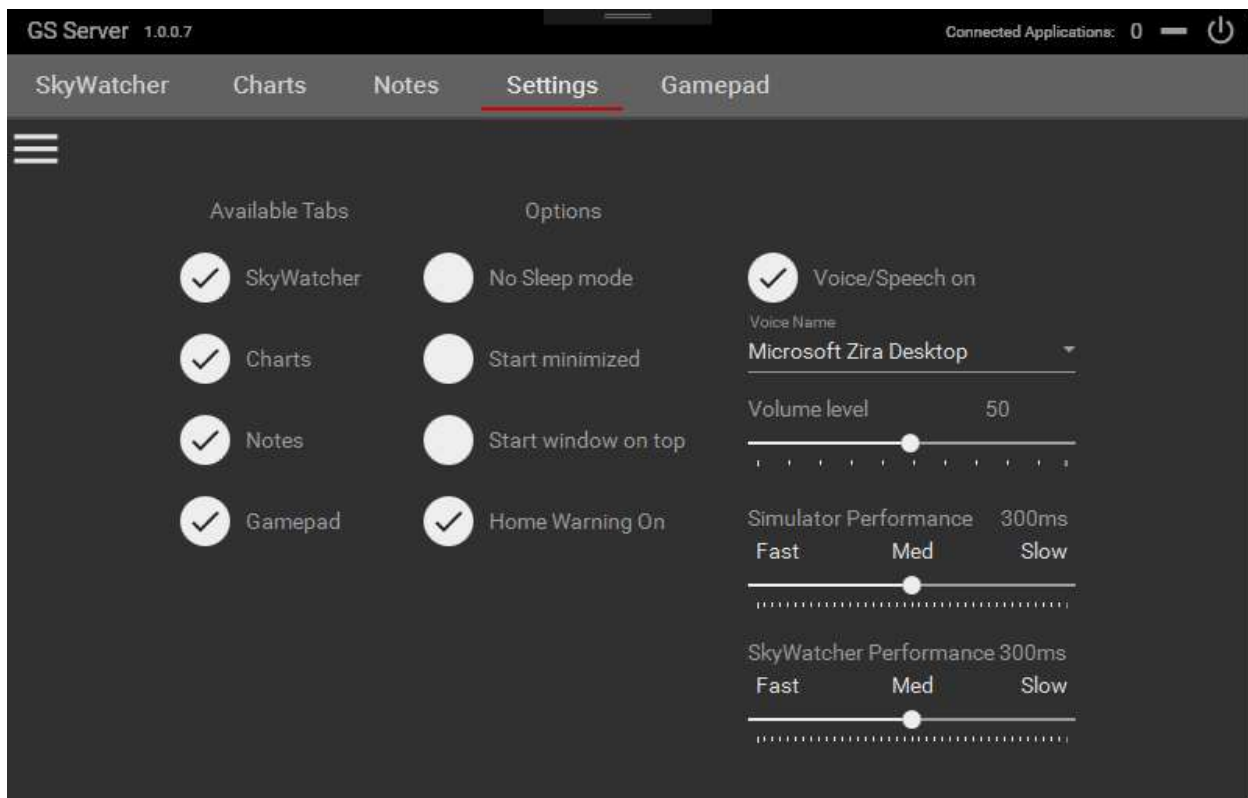 GS Server 1.0.0.7 Connected Applications: 0
SkyWatcher Charts Notes Settings Gamepad
Available Tabs Options
SkyWatcher No Sleep mode Voice/Speech on
Voice Name
Charts Start minimized Microsoft Zira Desktop
Volume level 50
Notes Start window on top
Gamepad Home Warning On Simulator Performance 300ms
Fast Med Slow
SkyWatcher Performance 300ms
Fast Med Slow